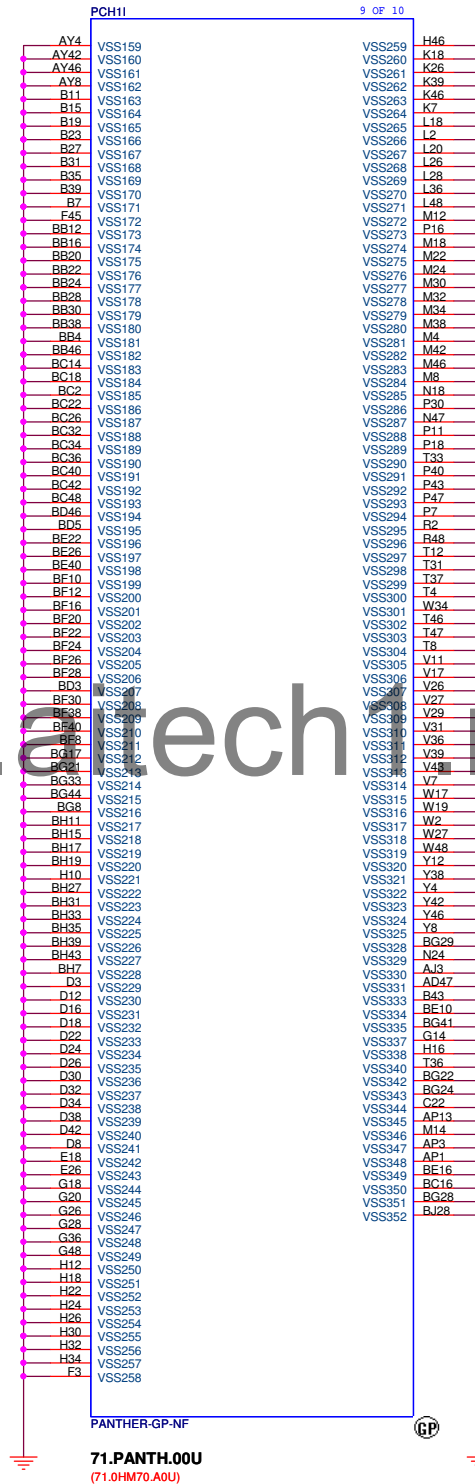 PCH1I 9 OF 10
AY4 VSS159 VSS259 H46
AY42 VSS160 VSS260 K18
AY46 VSS161 VSS261 K26
AY8 VSS162 VSS262 K39
B11 VSS163 VSS263 K46
B15 VSS164 VSS264 K7
B19 VSS165 VSS265 L18
B23 VSS166 VSS266 L2
B27 VSS167 VSS267 L20
B31 VSS168 VSS268 L26
B35 VSS169 VSS269 L28
B39 VSS170 VSS270 L36
B7 VSS171 VSS271 L48
F45 VSS172 VSS272 M12
BB12 VSS173 VSS273 P16
BB16 VSS174 VSS274 M18
BB20 VSS175 VSS275 M22
BB22 VSS176 VSS276 M24
BB24 VSS177 VSS277 M30
BB28 VSS178 VSS278 M32
BB30 VSS179 VSS279 M34
BB38 VSS180 VSS280 M38
BB4 VSS181 VSS281 M4
BB46 VSS182 VSS282 M42
BC14 VSS183 VSS283 M46
BC18 VSS184 VSS284 M8
BC2 VSS185 VSS285 N18
BC22 VSS186 VSS286 P30
BC26 VSS187 VSS287 N47
BC32 VSS188 VSS288 P11
BC34 VSS189 VSS289 P18
BC36 VSS190 VSS290 T33
BC40 VSS191 VSS291 P40
BC42 VSS192 VSS292 P43
BC48 VSS193 VSS293 P47
BD46 VSS194 VSS294 P7
BD5 VSS195 VSS295 R2
BE22 VSS196 VSS296 R48
BE26 VSS197 VSS297 T12
BE40 VSS198 VSS298 T31
BF10 VSS199 VSS299 T37
BF12 VSS200 VSS300 T4
BF16 VSS201 VSS301 W34
BF20 VSS202 VSS302 T46
BF22 VSS203 VSS303 T47
BF24 VSS204 VSS304 T8
BF26 VSS205 VSS305 V11
BF28 VSS206 VSS306 V17
BD3 VSS207 VSS307 V26
BF30 VSS208 VSS308 V27
BF38 VSS209 VSS309 V29
BF40 VSS210 VSS310 V31
BF8 VSS211 VSS311 V36
BG17 VSS212 VSS312 V39
BG21 VSS213 VSS313 V43
BG33 VSS214 VSS314 V7
BG44 VSS215 VSS315 W17
BG8 VSS216 VSS316 W19
BH11 VSS217 VSS317 W2
BH15 VSS218 VSS318 W27
BH17 VSS219 VSS319 W48
BH19 VSS220 VSS320 Y12
H10 VSS221 VSS321 Y38
BH27 VSS222 VSS322 Y4
BH31 VSS223 VSS323 Y42
BH33 VSS224 VSS324 Y46
BH35 VSS225 VSS325 Y8
BH39 VSS226 VSS328 BG29
BH43 VSS227 VSS329 N24
BH7 VSS228 VSS330 AJ3
D3 VSS229 VSS331 AD47
D12 VSS230 VSS333 B43
D16 VSS231 VSS334 BE10
D18 VSS232 VSS335 BG41
D22 VSS233 VSS337 G14
D24 VSS234 VSS338 H16
D26 VSS235 VSS340 T36
D30 VSS236 VSS342 BG22
D32 VSS237 VSS343 BG24
D34 VSS238 VSS344 C22
D38 VSS239 VSS345 AP13
D42 VSS240 VSS346 M14
D8 VSS241 VSS347 AP3
E18 VSS242 VSS348 AP1
E26 VSS243 VSS349 BE16
G18 VSS244 VSS350 BC16
G20 VSS245 VSS351 BG28
G26 VSS246 VSS352 BJ28
G28 VSS247
G36 VSS248
G48 VSS249
H12 VSS250
H18 VSS251
H22 VSS252
H24 VSS253
H26 VSS254
H30 VSS255
H32 VSS256
H34 VSS257
F3 VSS258
.aitech1.
PANTHER-GP-NF GP
71.PANTH.00U
(71.0HM70.A0U)